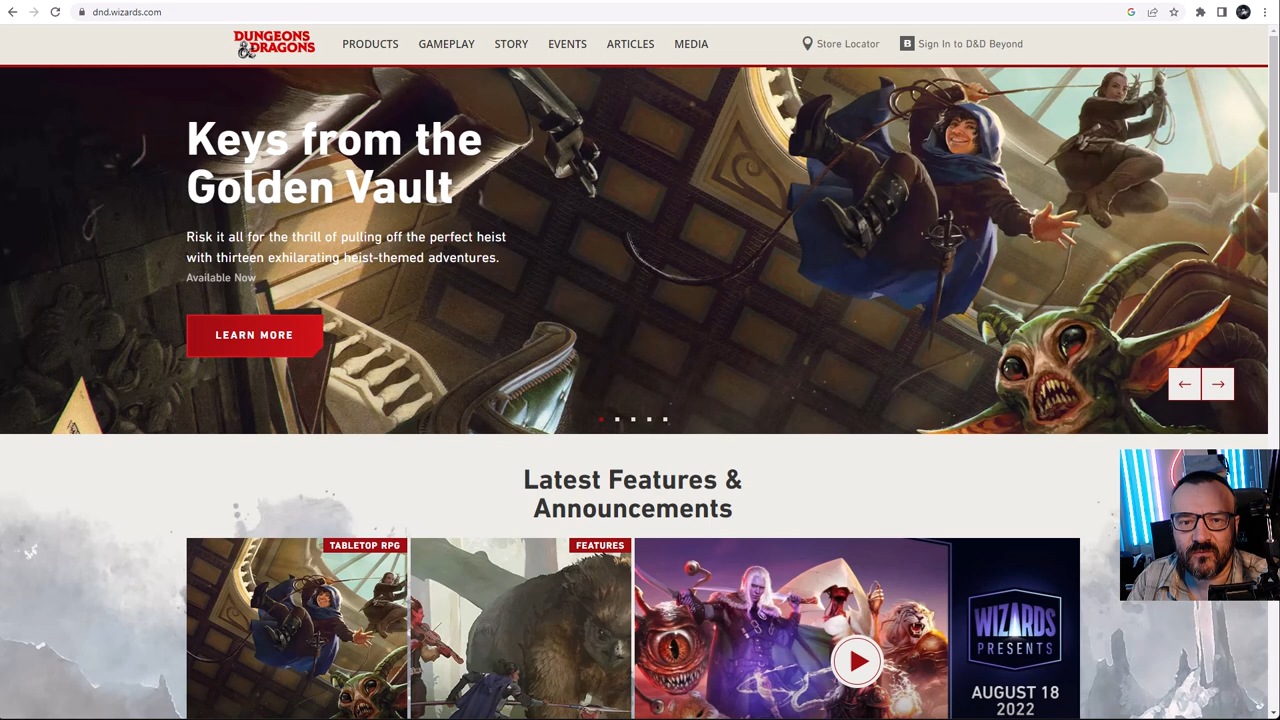 dnd.wizards.com
DUNGEONS
& DRAGONS
PRODUCTS
GAMEPLAY
STORY
EVENTS
ARTICLES
MEDIA
Store Locator
B
Sign In to D&D Beyond
Keys from the
Golden Vault
Risk it all for the thrill of pulling off the perfect heist
with thirteen exhilarating heist-themed adventures.
Available Now
LEARN MORE
Latest Features &
Announcements
TABLETOP RPG
FEATURES
WIZARDS
PRESENTS
AUGUST 18
2022